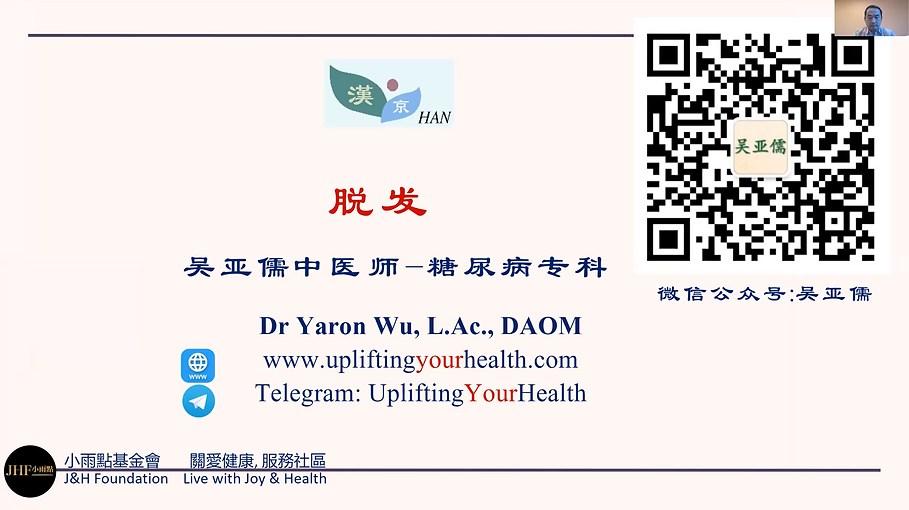 漢
京
HAN
脱发
吴亚儒中医师-糖尿病专科
Dr Yaron Wu, L.Ac., DAOM
www.upliftingyourhealth.com
WWW
Telegram: UpliftingYourHealth
吴亚儒
微信公众号:吴亚儒
JHF小雨點
小雨點基金會 關愛健康, 服務社區
J&H Foundation Live with Joy & Health